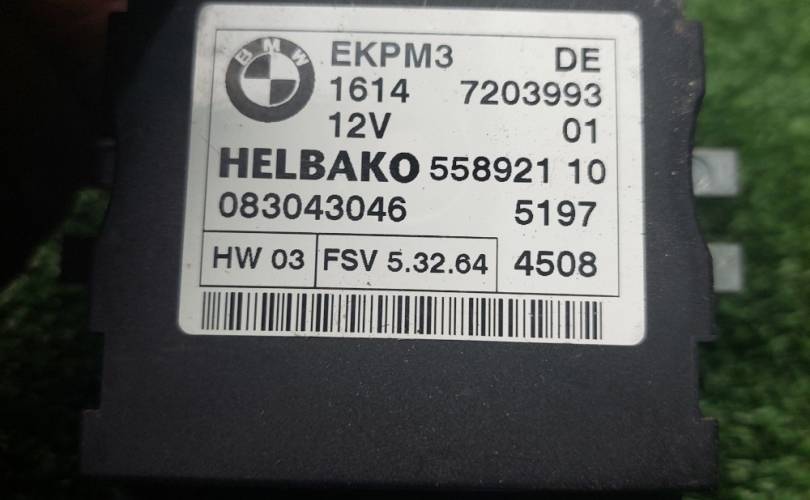 BMW
EKPM3 DE
1614 7203993
12V 01
HELBAKO 558921 10
083043046 5197
HW 03 FSV 5.32.64 4508